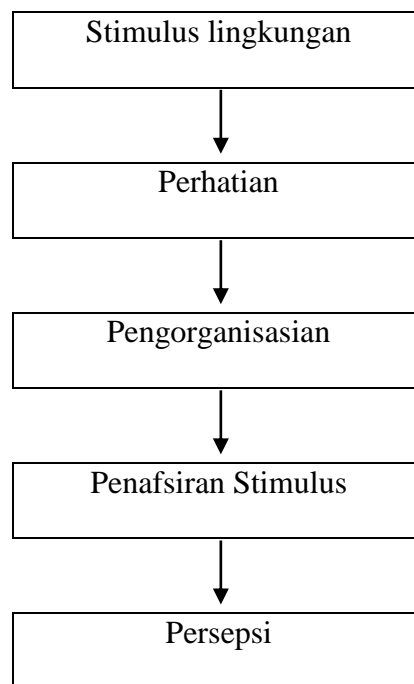 Stimulus lingkungan
Perhatian
Pengorganisasian
Penafsiran Stimulus
Persepsi